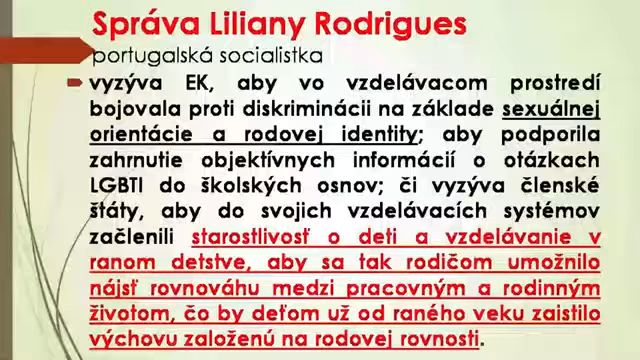 Správa Liliany Rodrigues
portugalská socialistka
vyzýva EK, aby vo vzdelávacom prostredí
bojovala proti diskriminácii na základe sexuálnej
orientácie a rodovej identity; aby podporila
zahrnutie objektívnych informácií o otázkach
LGBTI do školských osnov; či vyzýva členské
štáty, aby do svojich vzdelávacích systémov
začlenili starostlivosť o deti a vzdelávanie v
ranom detstve, aby sa tak rodičom umožnilo
nájsť rovnováhu medzi pracovným a rodinným
životom, čo by deťom už od raného veku zaistilo
výchovu založenú na rodovej rovnosti.